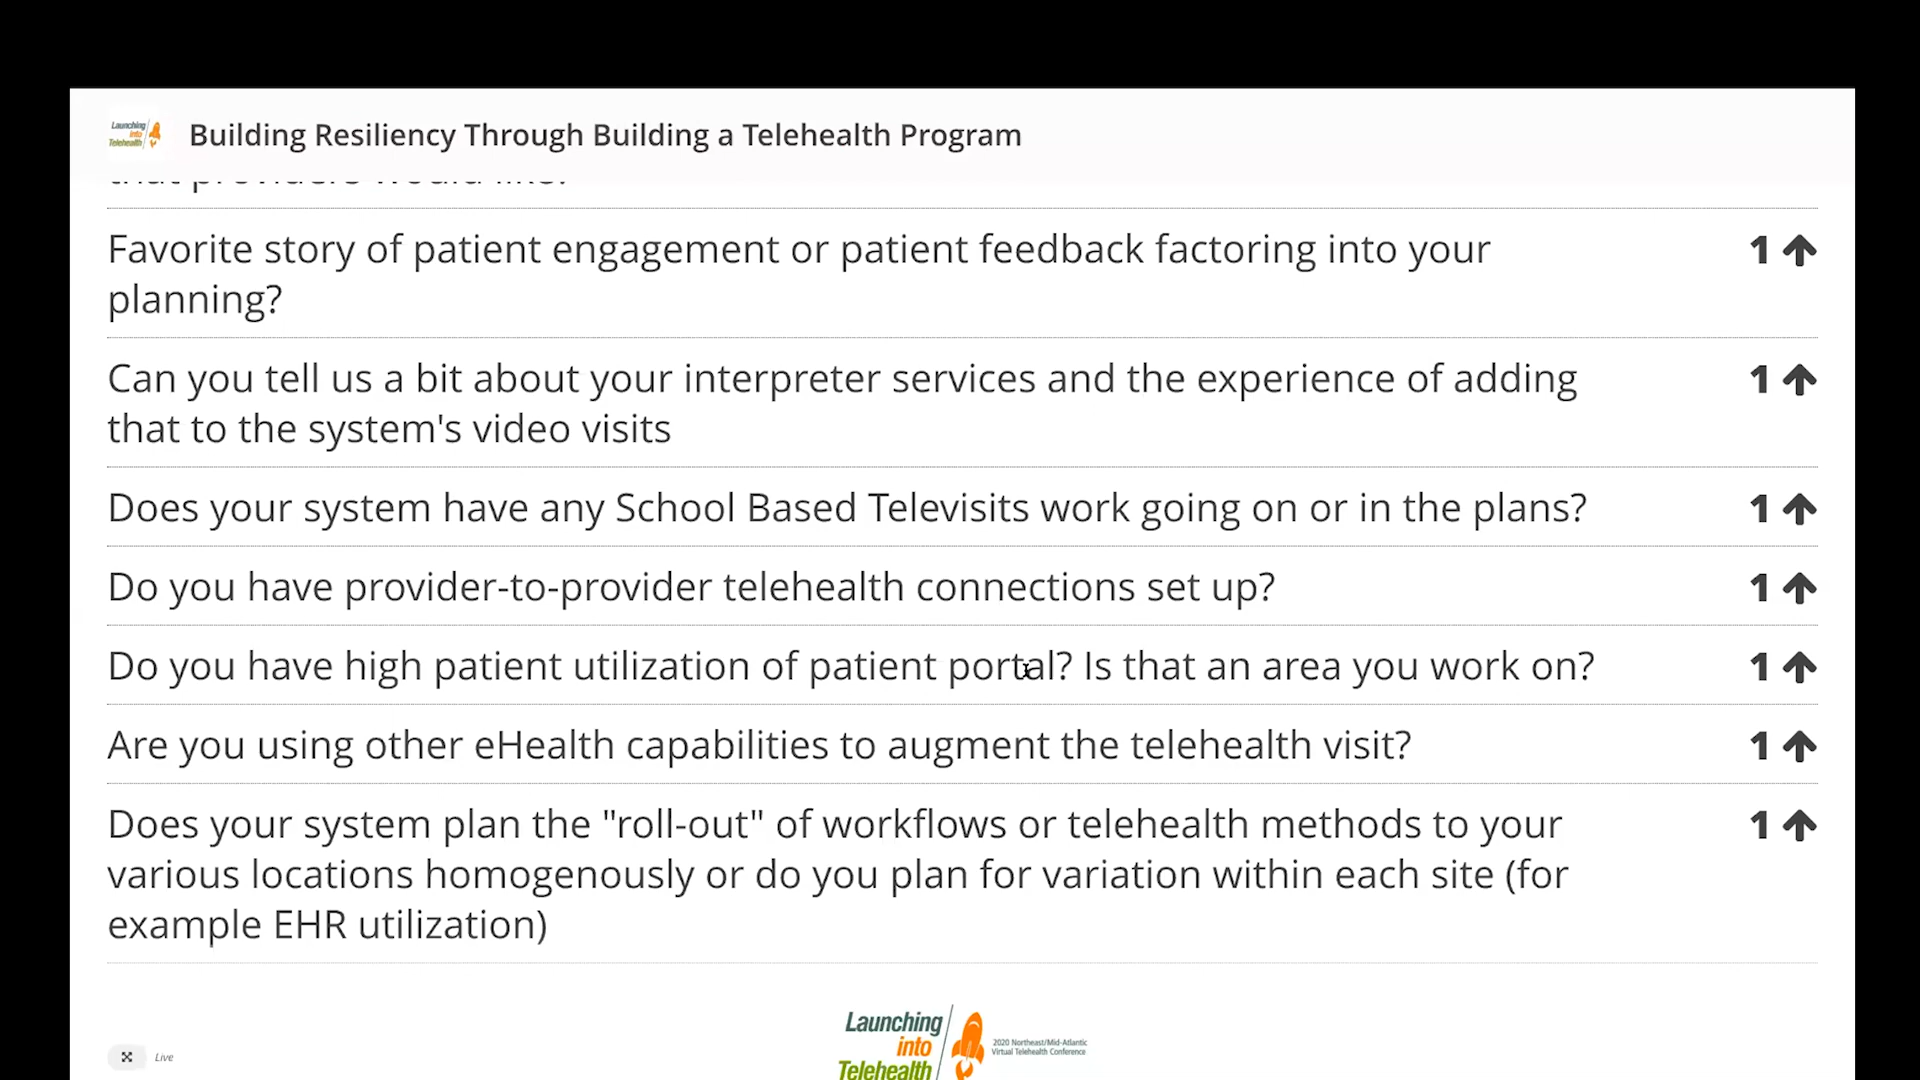 Launching
into
Telehealth
Building Resiliency Through Building a Telehealth Program
that providers would like?
Favorite story of patient engagement or patient feedback factoring into your
planning?
1
Can you tell us a bit about your interpreter services and the experience of adding
that to the system's video visits
1
Does your system have any School Based Televisits work going on or in the plans?
1
Do you have provider-to-provider telehealth connections set up?
1
Do you have high patient utilization of patient portal? Is that an area you work on?
1
Are you using other eHealth capabilities to augment the telehealth visit?
1
Does your system plan the "roll-out" of workflows or telehealth methods to your
various locations homogenously or do you plan for variation within each site (for
example EHR utilization)
1
Live
Launching
into
Telehealth
2020 Northeast/Mid-Atlantic
Virtual Telehealth Conference